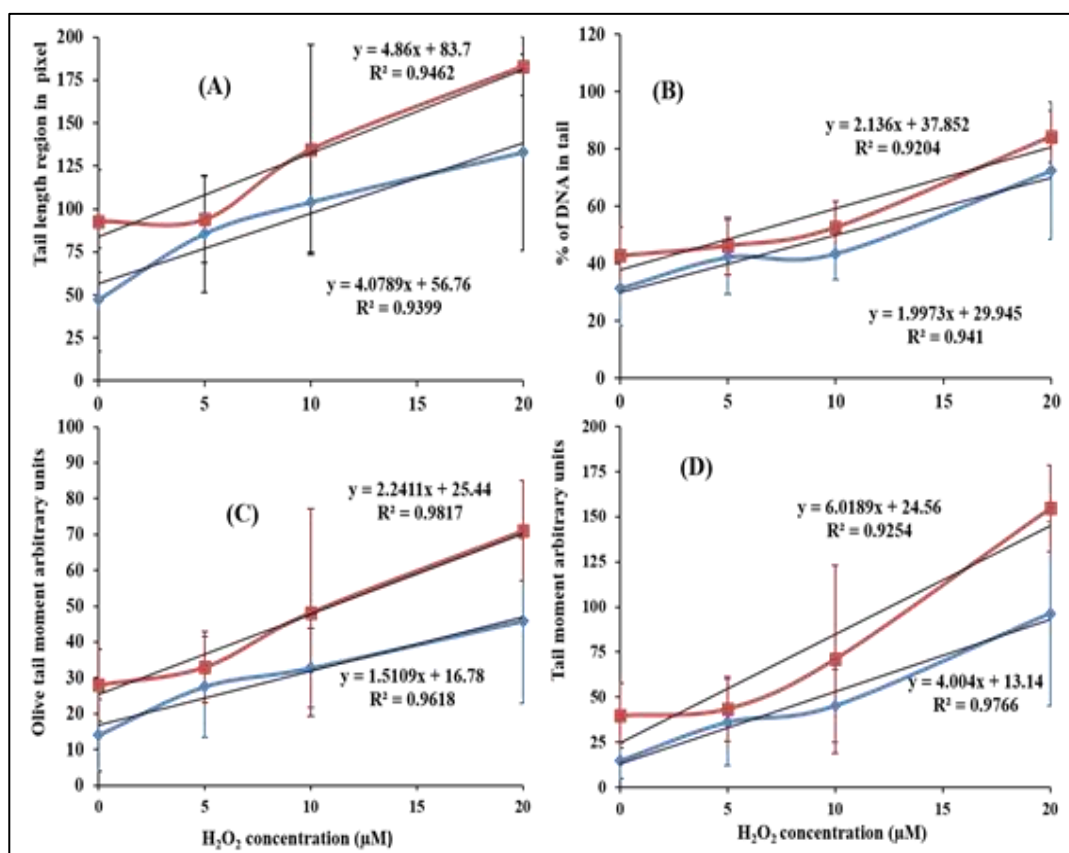 200
175
150
125
100
75
50
25
0
0
5
10
15
20
Tail length region in pixel
(A)
y = 4.86x + 83.7
R² = 0.9462
y = 4.0789x + 56.76
R² = 0.9399
120
100
80
60
40
20
0
0
5
10
15
20
% of DNA in tail
(B)
y = 2.136x + 37.852
R² = 0.9204
y = 1.9973x + 29.945
R² = 0.941
100
90
80
70
60
50
40
30
20
10
0
0
5
10
15
20
Olive tail moment arbitrary units
(C)
y = 2.2411x + 25.44
R² = 0.9817
y = 1.5109x + 16.78
R² = 0.9618
H₂O₂ concentration (µM)
200
175
150
125
100
75
50
25
0
0
5
10
15
20
Tail moment arbitrary units
(D)
y = 6.0189x + 24.56
R² = 0.9254
y = 4.004x + 13.14
R² = 0.9766
H₂O₂ concentration (µM)